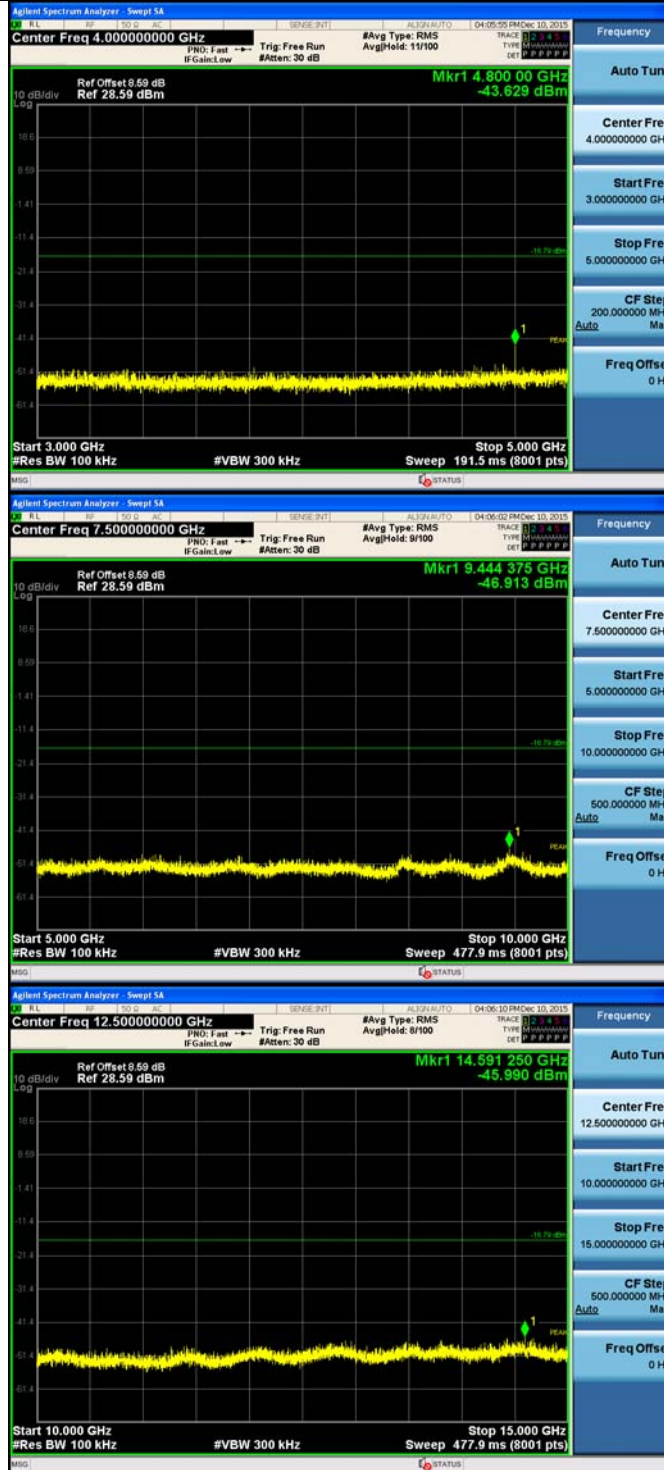 Agilent Spectrum Analyzer - Swept SA
RL RF 50 Ω AC SENSE:INT ALIGN AUTO 04:05:55 PM Dec 10, 2015
Center Freq 4.000000000 GHz
PNO: Fast
IFGain:Low
Trig: Free Run
#Atten: 30 dB
#Avg Type: RMS
Avg|Hold: 11/100
TRACE 1 2 3 4 5 6
TYPE
DET P P P P P P
Frequency
Auto Tun
Mkr1 4.800 00 GHz
-43.629 dBm
Ref Offset 8.59 dB
10 dB/div Ref 28.59 dBm
Log
18.6
8.59
-1.41
-11.4
-16.79 dBm
-21.4
-31.4
-41.4
1
PEAK
-51.4
-61.4
Start 3.000 GHz Stop 5.000 GHz
#Res BW 100 kHz #VBW 300 kHz Sweep 191.5 ms (8001 pts)
MSG STATUS
Center Fre
4.000000000 GH
Start Fre
3.000000000 GH
Stop Fre
5.000000000 GH
CF Ste
200.000000 MH
Auto Ma
Freq Offse
0 H
Agilent Spectrum Analyzer - Swept SA
RL RF 50 Ω AC SENSE:INT ALIGN AUTO 04:06:02 PM Dec 10, 2015
Center Freq 7.500000000 GHz
PNO: Fast
IFGain:Low
Trig: Free Run
#Atten: 30 dB
#Avg Type: RMS
Avg|Hold: 9/100
TRACE 1 2 3 4 5 6
TYPE
DET P P P P P P
Frequency
Auto Tun
Mkr1 9.444 375 GHz
-46.913 dBm
Ref Offset 8.59 dB
10 dB/div Ref 28.59 dBm
Log
18.6
8.59
-1.41
-11.4
-16.79 dBm
-21.4
-31.4
-41.4
1
PEAK
-51.4
-61.4
Start 5.000 GHz Stop 10.000 GHz
#Res BW 100 kHz #VBW 300 kHz Sweep 477.9 ms (8001 pts)
MSG STATUS
Center Fre
7.500000000 GH
Start Fre
5.000000000 GH
Stop Fre
10.000000000 GH
CF Ste
500.000000 MH
Auto Ma
Freq Offse
0 H
Agilent Spectrum Analyzer - Swept SA
RL RF 50 Ω AC SENSE:INT ALIGN AUTO 04:06:10 PM Dec 10, 2015
Center Freq 12.500000000 GHz
PNO: Fast
IFGain:Low
Trig: Free Run
#Atten: 30 dB
#Avg Type: RMS
Avg|Hold: 8/100
TRACE 1 2 3 4 5 6
TYPE
DET P P P P P P
Frequency
Auto Tun
Mkr1 14.591 250 GHz
-45.990 dBm
Ref Offset 8.59 dB
10 dB/div Ref 28.59 dBm
Log
18.6
8.59
-1.41
-11.4
-16.79 dBm
-21.4
-31.4
-41.4
1
PEAK
-51.4
-61.4
Start 10.000 GHz Stop 15.000 GHz
#Res BW 100 kHz #VBW 300 kHz Sweep 477.9 ms (8001 pts)
MSG STATUS
Center Fre
12.500000000 GH
Start Fre
10.000000000 GH
Stop Fre
15.000000000 GH
CF Ste
500.000000 MH
Auto Ma
Freq Offse
0 H